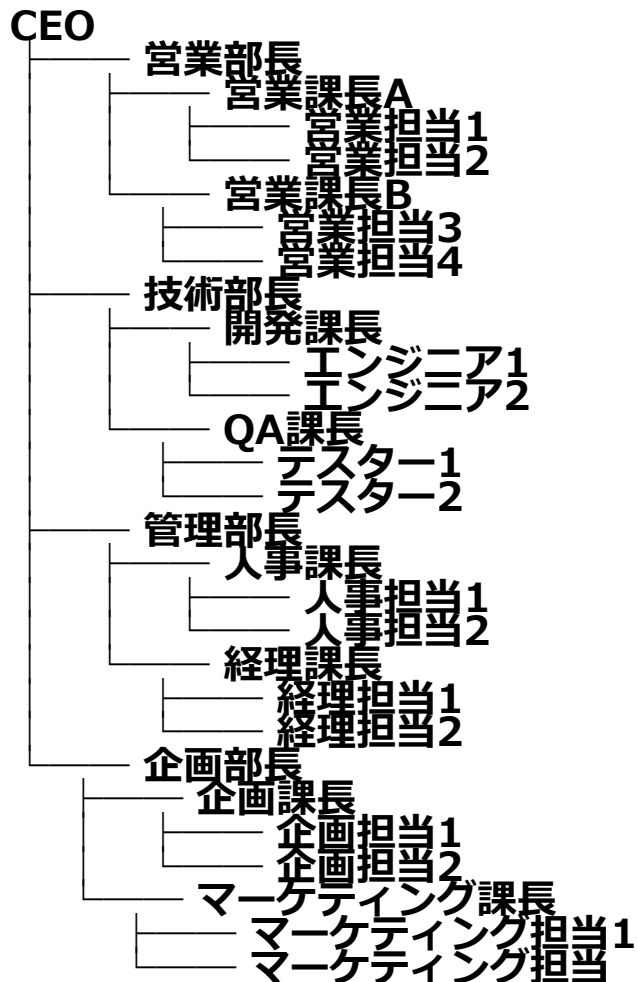 CEO
営業部長
営業課長A
営業担当1
営業担当2
営業課長B
営業担当3
営業担当4
技術部長
開発課長
エンジニア1
エンジニア2
QA課長
テスター1
テスター2
管理部長
人事課長
人事担当1
人事担当2
経理課長
経理担当1
経理担当2
企画部長
企画課長
企画担当1
企画担当2
マーケティング課長
マーケティング担当1
マーケティング担当